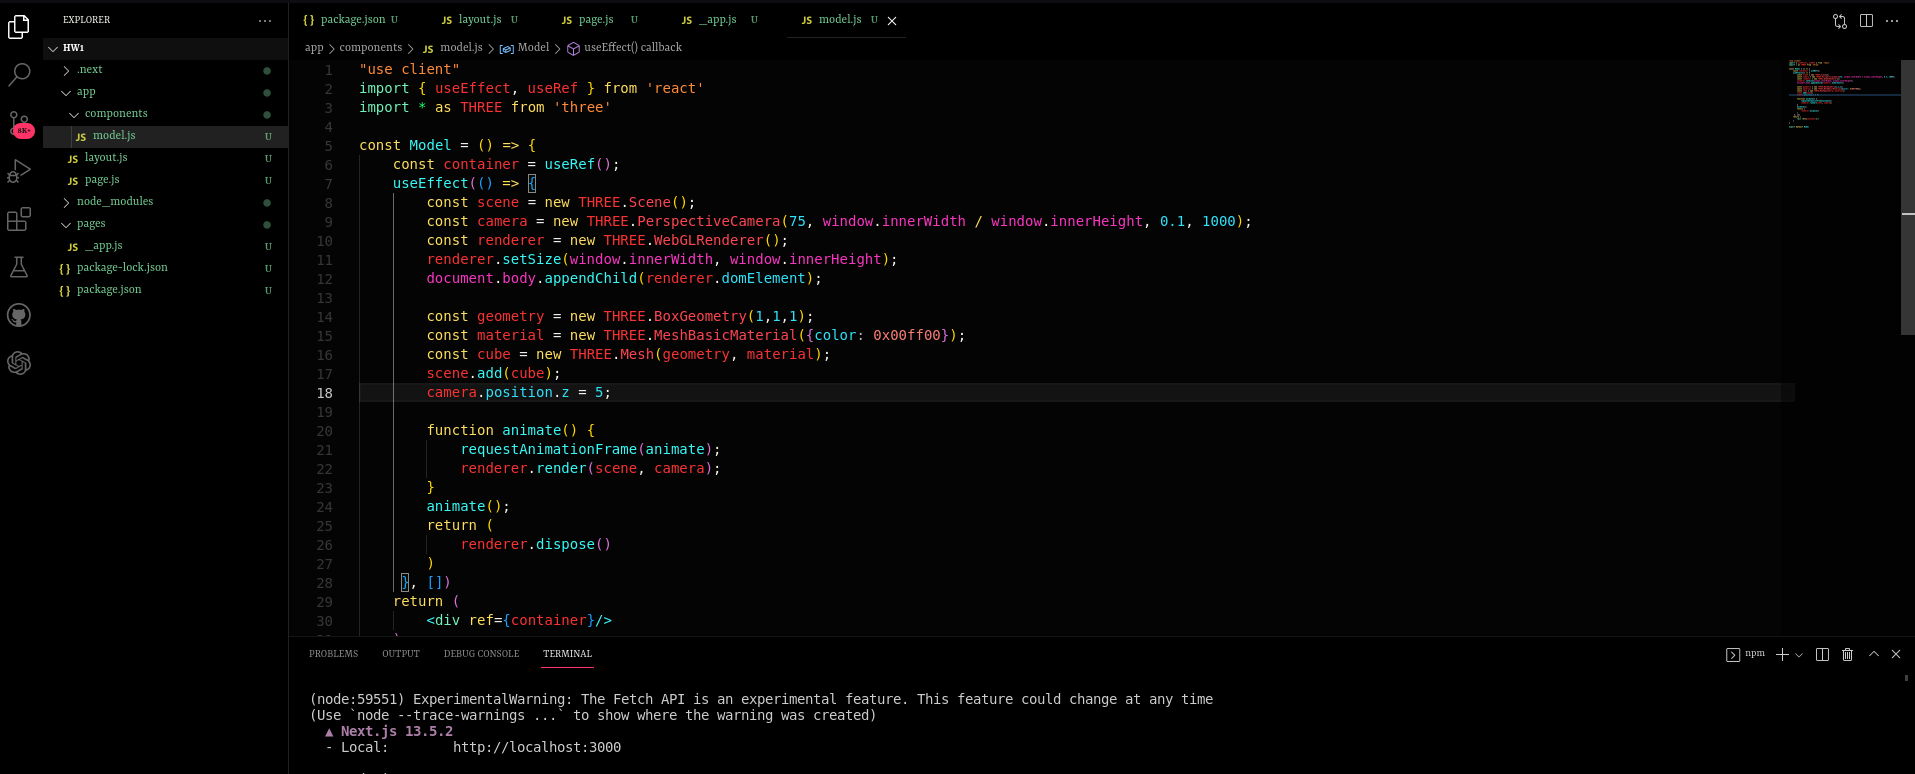 EXPLORER
HW1
.next
app
components
JS model.js U
JS layout.js U
JS page.js U
node_modules
pages
JS _app.js U
{} package-lock.json U
{} package.json U
8K+
{} package.json U
JS layout.js U
JS page.js U
JS _app.js U
JS model.js U
app > components > JS model.js > Model > useEffect() callback
1 "use client"
2 import { useEffect, useRef } from 'react'
3 import * as THREE from 'three'
4
5 const Model = () => {
6 const container = useRef();
7 useEffect(() => {
8 const scene = new THREE.Scene();
9 const camera = new THREE.PerspectiveCamera(75, window.innerWidth / window.innerHeight, 0.1, 1000);
10 const renderer = new THREE.WebGLRenderer();
11 renderer.setSize(window.innerWidth, window.innerHeight);
12 document.body.appendChild(renderer.domElement);
13
14 const geometry = new THREE.BoxGeometry(1,1,1);
15 const material = new THREE.MeshBasicMaterial({color: 0x00ff00});
16 const cube = new THREE.Mesh(geometry, material);
17 scene.add(cube);
18 camera.position.z = 5;
19
20 function animate() {
21 requestAnimationFrame(animate);
22 renderer.render(scene, camera);
23 }
24 animate();
25 return (
26 renderer.dispose()
27 )
28 }, [])
29 return (
30 <div ref={container}/>
PROBLEMS OUTPUT DEBUG CONSOLE TERMINAL
npm
(node:59551) ExperimentalWarning: The Fetch API is an experimental feature. This feature could change at any time
(Use `node --trace-warnings ...` to show where the warning was created)
▲ Next.js 13.5.2
- Local: http://localhost:3000